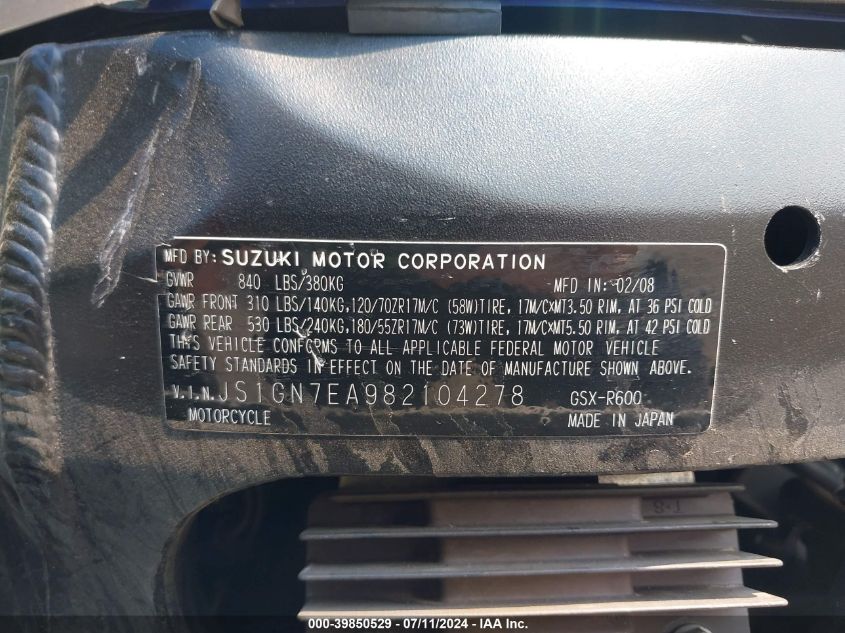 MFD BY: SUZUKI MOTOR CORPORATION
GVWR 840 LBS/380KG MFD IN: 02/08
GAWR FRONT 310 LBS/140KG,120/70ZR17M/C (58W)TIRE, 17M/C×MT3.50 RIM, AT 36 PSI COLD
GAWR REAR 530 LBS/240KG,180/55ZR17M/C (73W)TIRE, 17M/C×MT5.50 RIM, AT 42 PSI COLD
THIS VEHICLE CONFORMS TO ALL APPLICABLE FEDERAL MOTOR VEHICLE
SAFETY STANDARDS IN EFFECT ON THE DATE OF MANUFACTURE SHOWN ABOVE.
V.I.N. JS1GN7EA982104278 GSX-R600
MOTORCYCLE MADE IN JAPAN
000-39850529 - 07/11/2024 - IAA Inc.